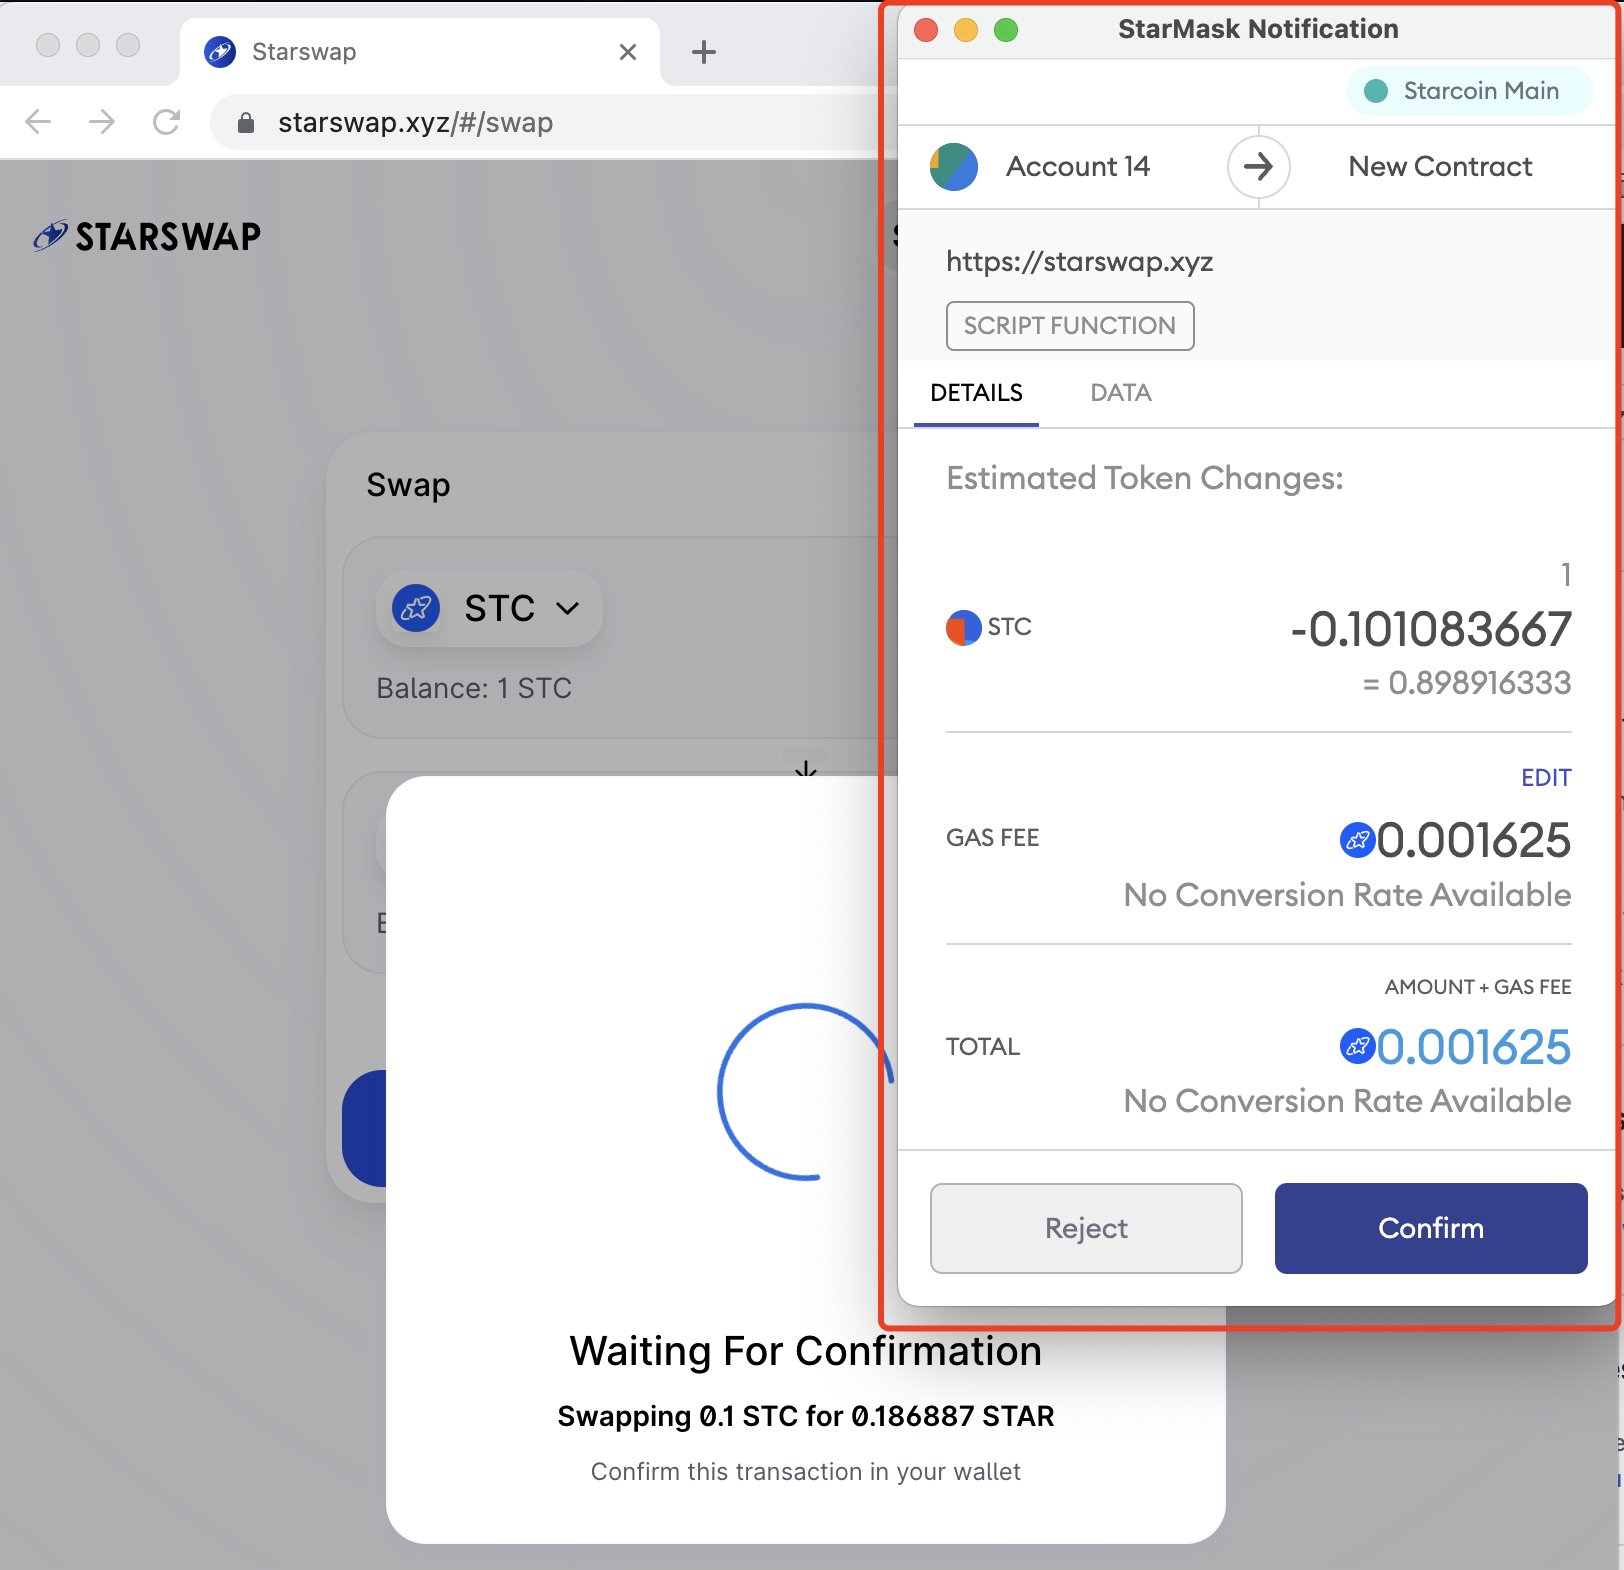 Starswap
starswap.xyz/#/swap
STARSWAP
Swap
STC
Balance: 1 STC
Waiting For Confirmation
Swapping 0.1 STC for 0.186887 STAR
Confirm this transaction in your wallet
StarMask Notification
Starcoin Main
Account 14
New Contract
https://starswap.xyz
SCRIPT FUNCTION
DETAILS
DATA
Estimated Token Changes:
1
STC
-0.101083667
= 0.898916333
EDIT
GAS FEE
0.001625
No Conversion Rate Available
AMOUNT + GAS FEE
TOTAL
0.001625
No Conversion Rate Available
Reject
Confirm